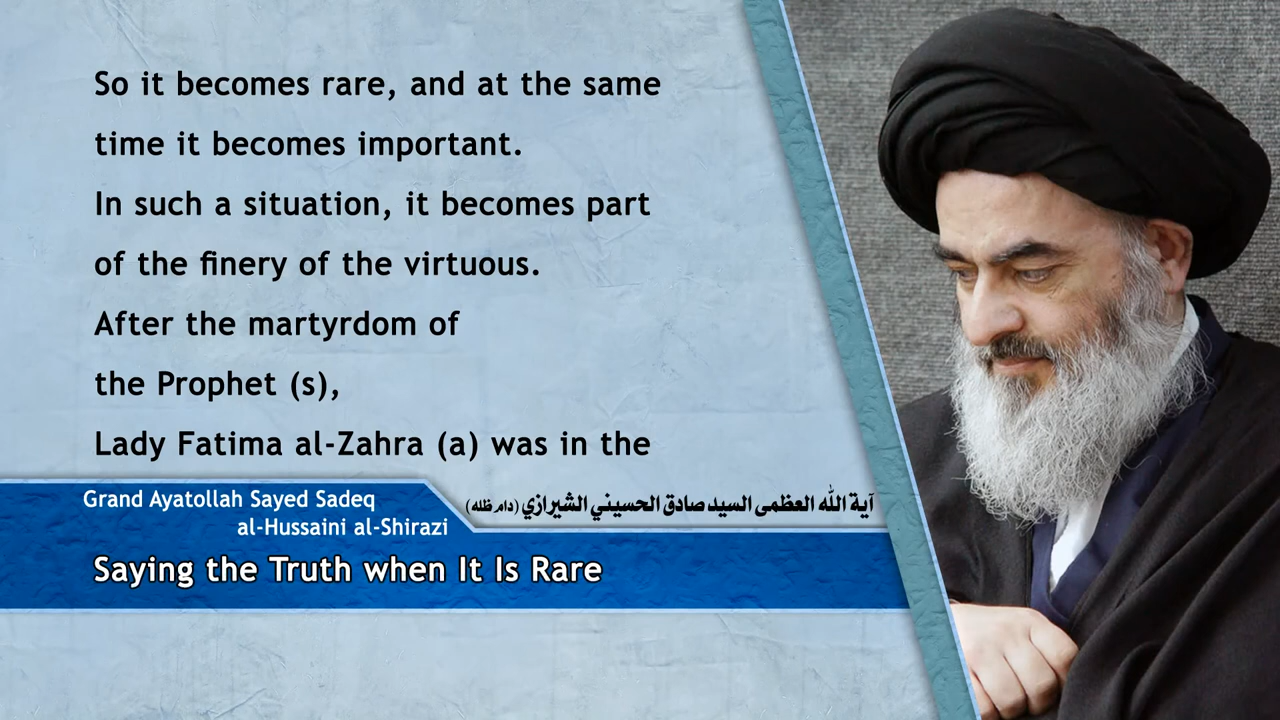 So it becomes rare, and at the same
time it becomes important.
In such a situation, it becomes part
of the finery of the virtuous.
After the martyrdom of
the Prophet (s),
Lady Fatima al-Zahra (a) was in the
Grand Ayatollah Sayed Sadeq
al-Hussaini al-Shirazi
آية الله العظمى السيد صادق الحسيني الشيرازي (دام ظله)
Saying the Truth when It Is Rare